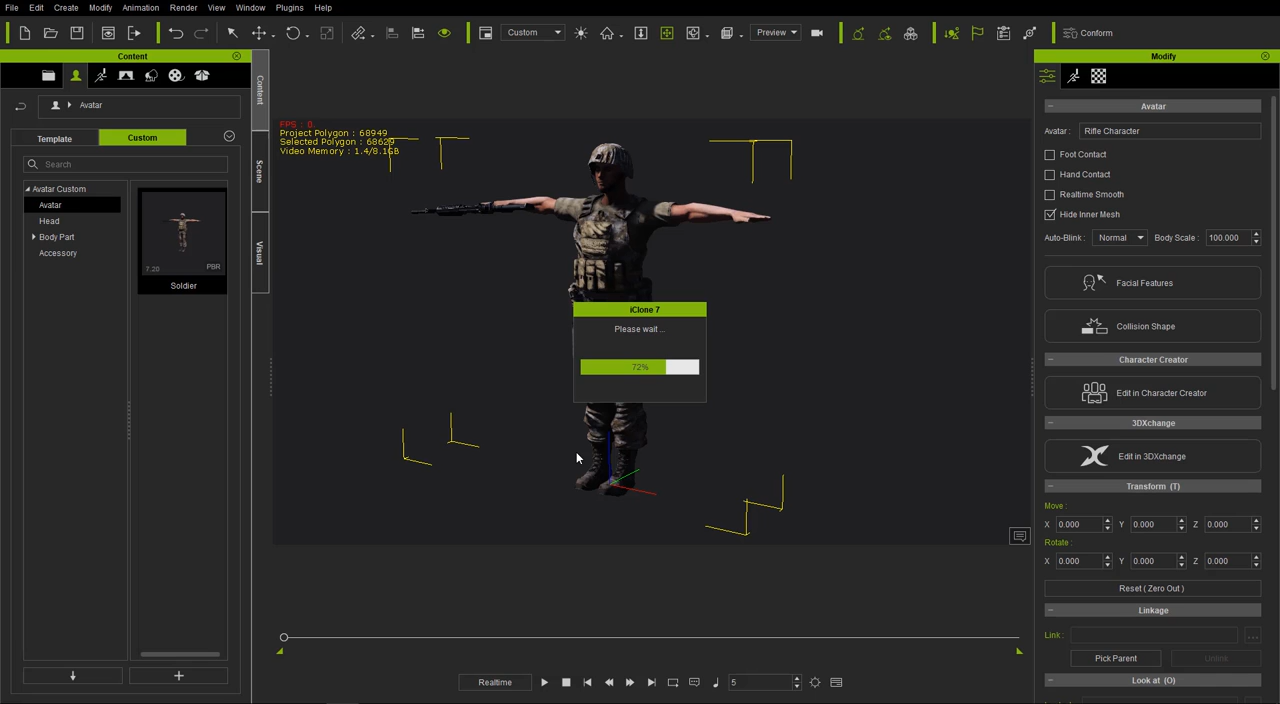 File Edit Create Modify Animation Render View Window Plugins Help
Custom Preview Conform
Content Modify
Avatar
Template Custom
Search
Avatar Custom
Avatar
Head
Body Part
Accessory
7.20 PBR
Soldier
Content
Scene
Visual
FPS : 0
Project Polygon : 68949
Selected Polygon : 68629
Video Memory : 1.4/8.1GB
iClone 7
Please wait ...
72%
Realtime 5
Avatar
Avatar : Rifle Character
Foot Contact
Hand Contact
Realtime Smooth
Hide Inner Mesh
Auto-Blink : Normal Body Scale : 100.000
Facial Features
Collision Shape
Character Creator
Edit in Character Creator
3DXchange
Edit in 3DXchange
Transform (T)
Move :
X 0.000 Y 0.000 Z 0.000
Rotate :
X 0.000 Y 0.000 Z 0.000
Reset ( Zero Out )
Linkage
Link : ...
Pick Parent Unlink
Look at (O)